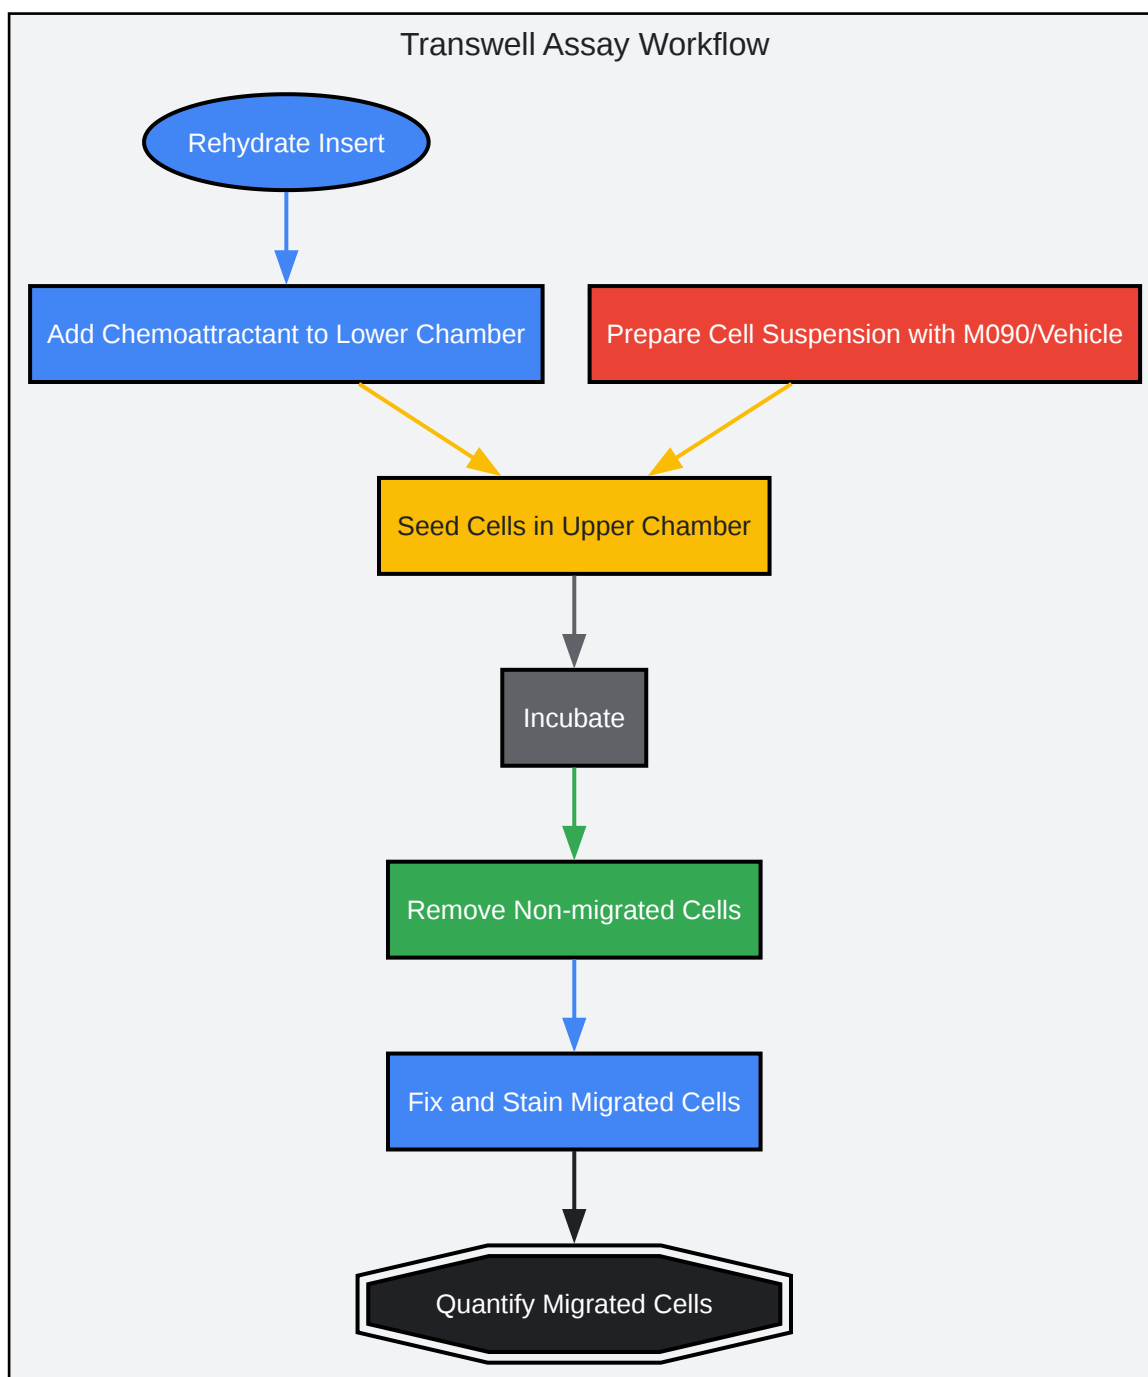 Transwell Assay Workflow
Rehydrate Insert
Add Chemoattractant to Lower Chamber
Prepare Cell Suspension with M090/Vehicle
Seed Cells in Upper Chamber
Incubate
Remove Non-migrated Cells
Fix and Stain Migrated Cells
Quantify Migrated Cells